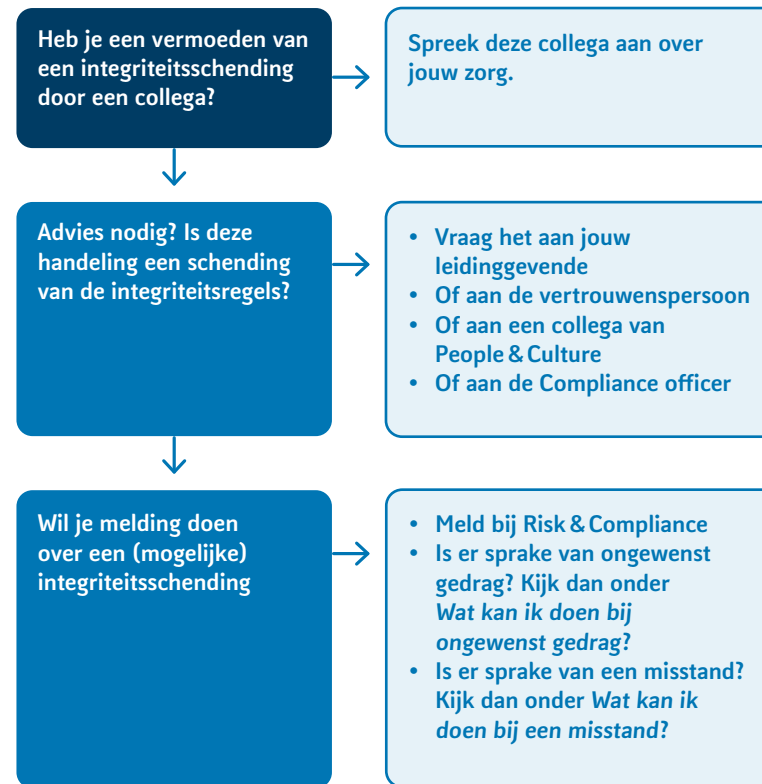 Heb je een vermoeden van
een integriteitsschending
door een collega?
Spreek deze collega aan over
jouw zorg.
Advies nodig? Is deze
handeling een schending
van de integriteitsregels?
• Vraag het aan jouw
leidinggevende
• Of aan de vertrouwenspersoon
• Of aan een collega van
People & Culture
• Of aan de Compliance officer
Wil je melding doen
over een (mogelijke)
integriteitsschending
• Meld bij Risk & Compliance
• Is er sprake van ongewenst
gedrag? Kijk dan onder
Wat kan ik doen bij
ongewenst gedrag?
• Is er sprake van een misstand?
Kijk dan onder Wat kan ik
doen bij een misstand?